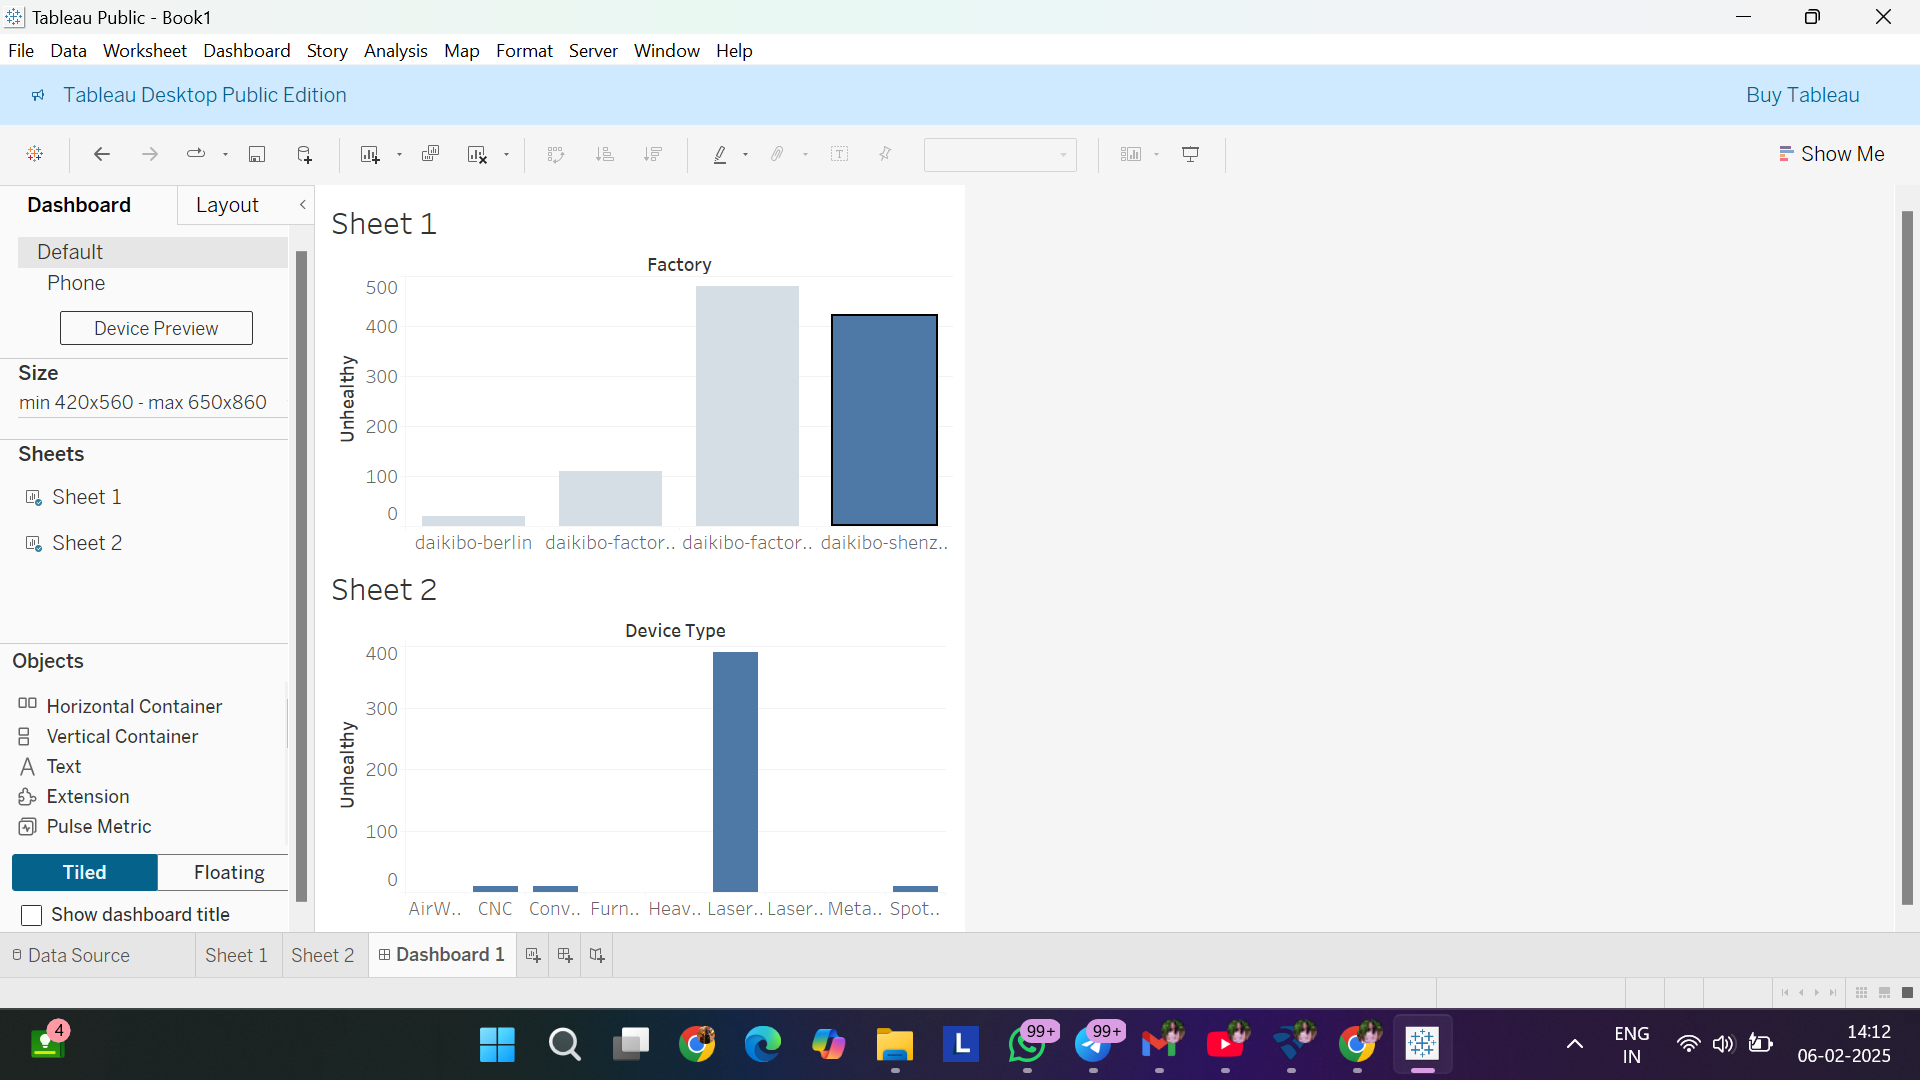 Tableau Public - Book1
File Data Worksheet Dashboard Story Analysis Map Format Server Window Help
Tableau Desktop Public Edition
Buy Tableau
Show Me
Dashboard
Layout
Default
Phone
Device Preview
Size
min 420x560 - max 650x860
Sheets
Sheet 1
Sheet 2
Objects
Horizontal Container
Vertical Container
Text
Extension
Pulse Metric
Tiled
Floating
Show dashboard title
Sheet 1
Factory
Unhealthy
500
400
300
200
100
0
daikibo-berlin daikibo-factor.. daikibo-factor.. daikibo-shenz..
Sheet 2
Device Type
Unhealthy
400
300
200
100
0
AirW.. CNC Conv.. Furn.. Heav.. Laser.. Laser.. Meta.. Spot..
Data Source Sheet 1 Sheet 2 Dashboard 1
4
L
99+
99+
ENG
IN
14:12
06-02-2025